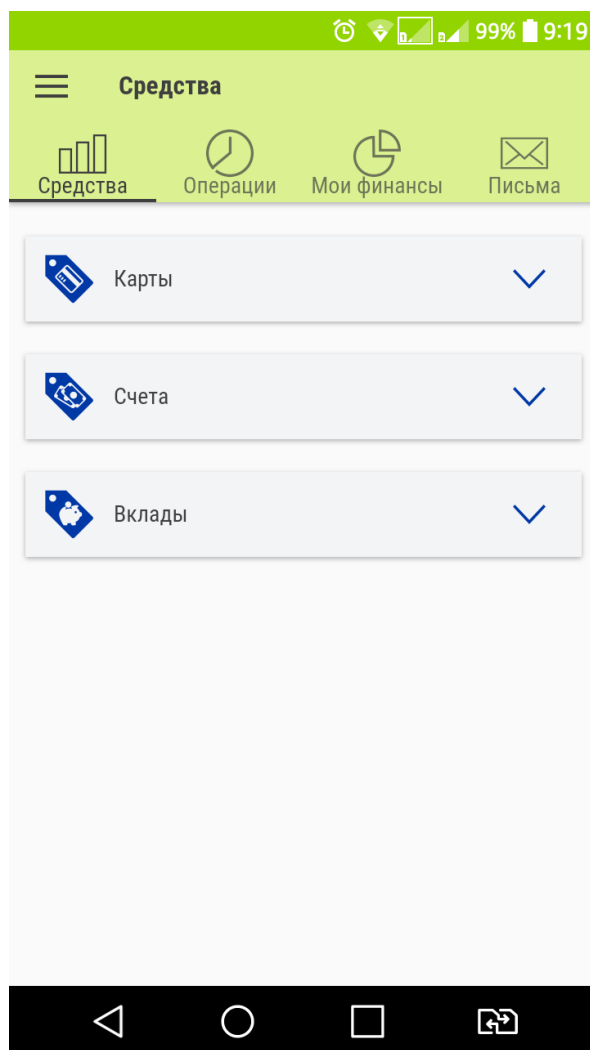 99% 9:19
Средства
Средства Операции Мои финансы Письма
Карты
Счета
Вклады